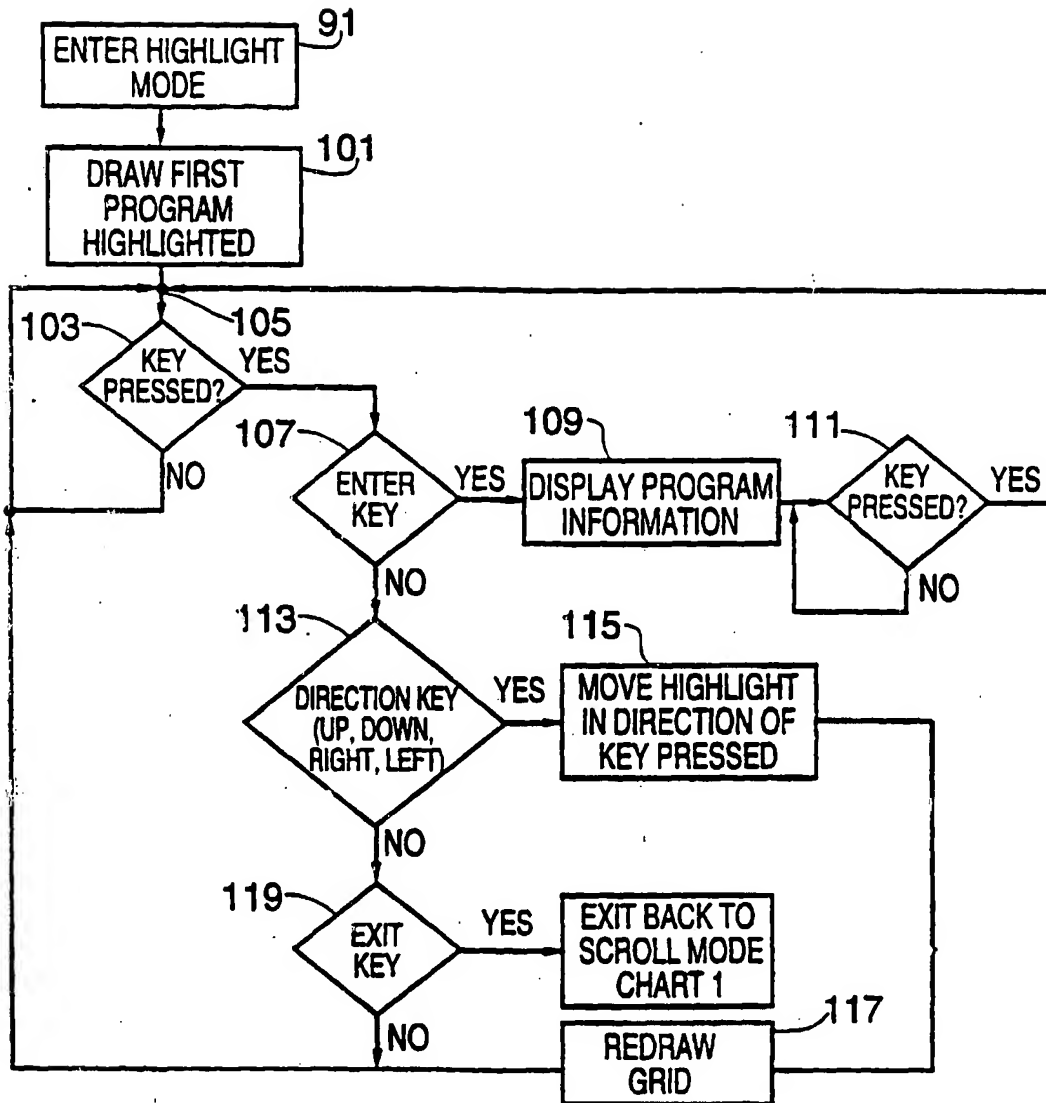 91
ENTER HIGHLIGHT
MODE
101
DRAW FIRST
PROGRAM
HIGHLIGHTED
103
105
KEY
PRESSED?
YES
NO
107
ENTER
KEY
YES
NO
109
DISPLAY PROGRAM
INFORMATION
111
KEY
PRESSED?
YES
NO
113
DIRECTION KEY
(UP, DOWN,
RIGHT, LEFT)
YES
NO
115
MOVE HIGHLIGHT
IN DIRECTION OF
KEY PRESSED
119
EXIT
KEY
YES
NO
EXIT BACK TO
SCROLL MODE
CHART 1
117
REDRAW
GRID